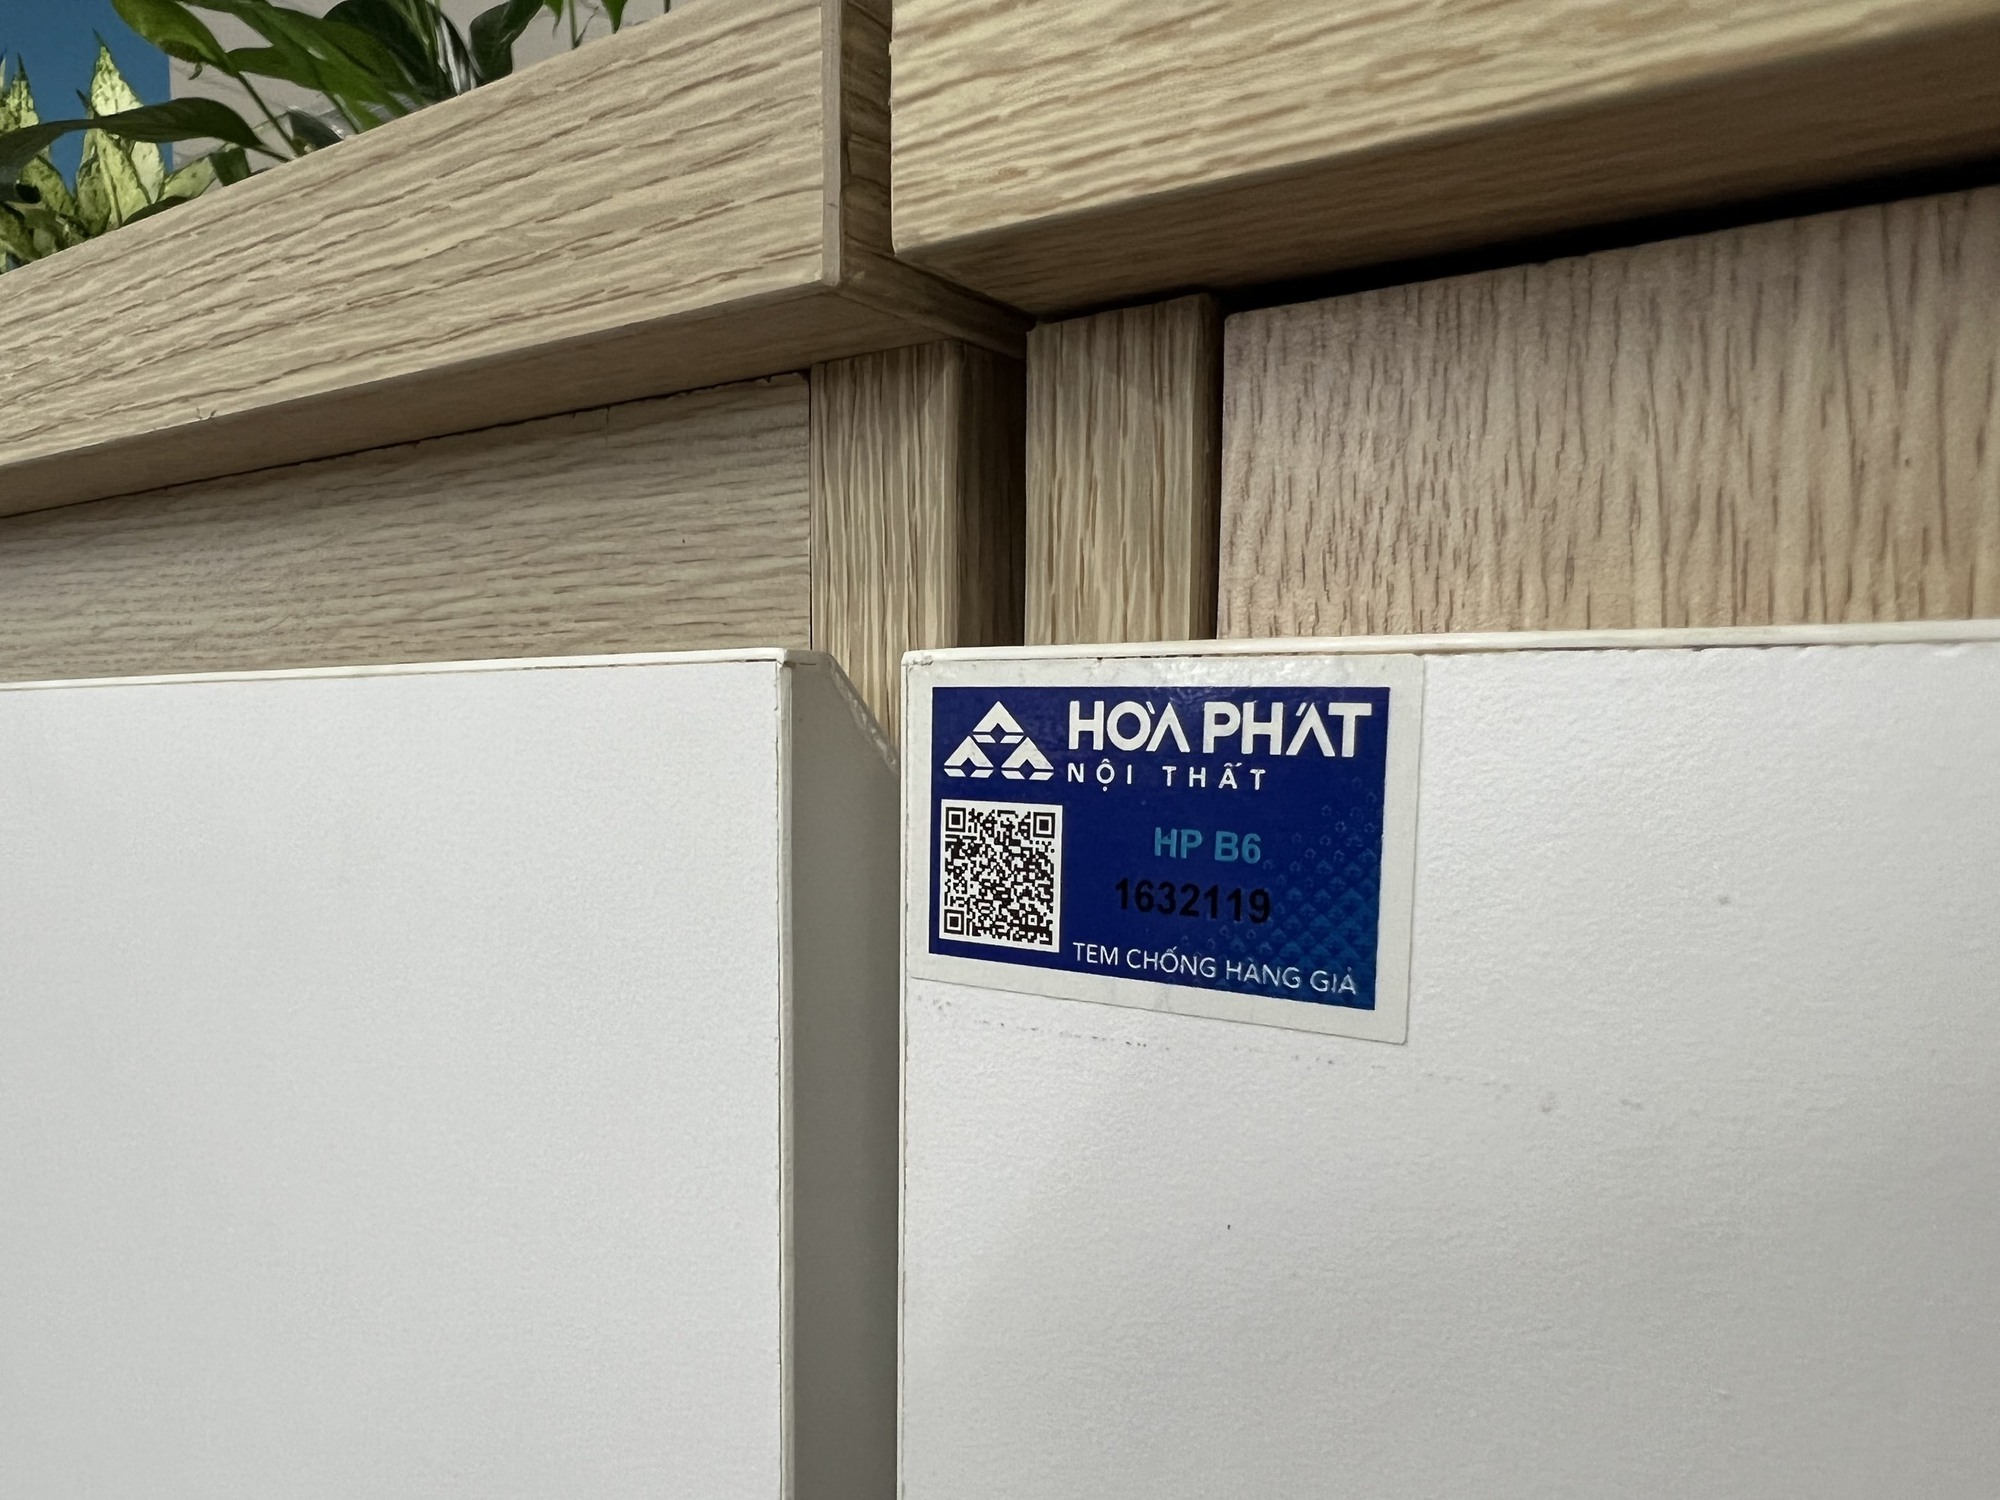 HÒA PHÁT
NỘI THẤT
HP B6
1632119
TEM CHỐNG HÀNG GIẢ